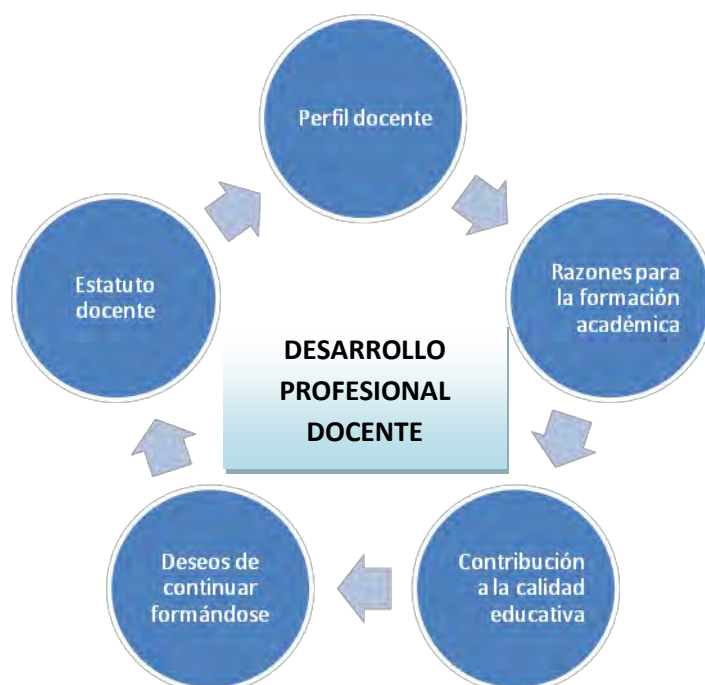 Perfil docente
Razones para
la formación
académica
Contribución
a la calidad
educativa
Deseos de
continuar
formándose
Estatuto
docente
DESARROLLO
PROFESIONAL
DOCENTE